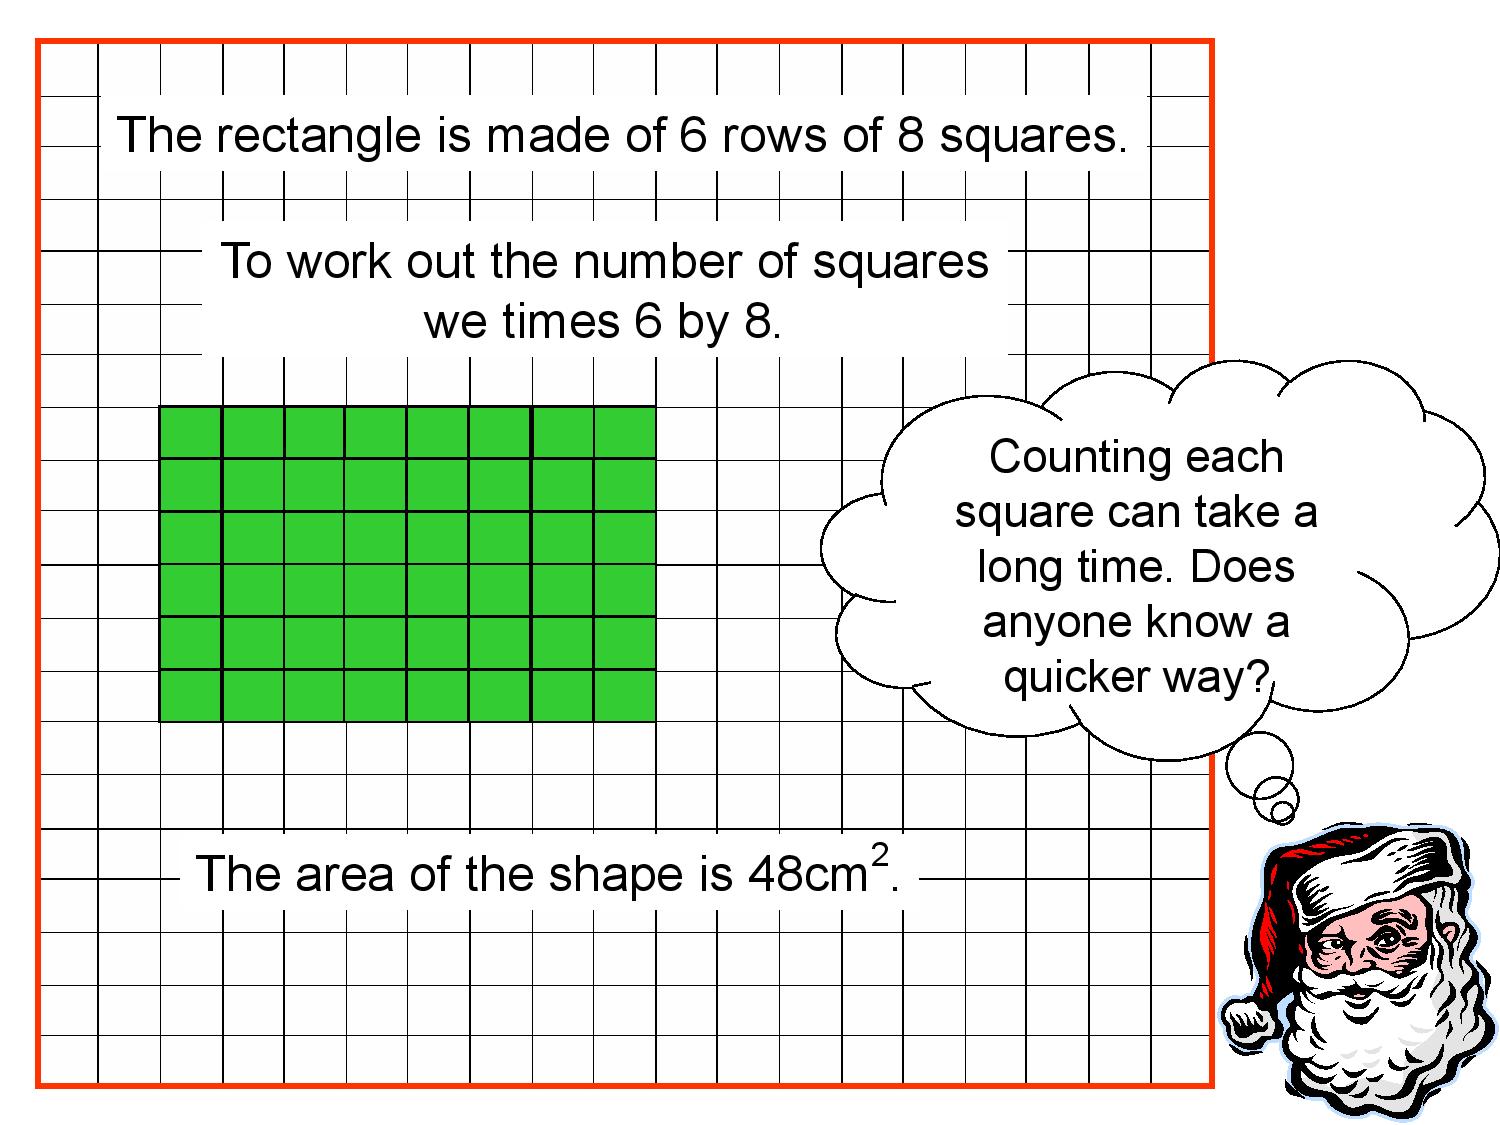 The rectangle is made of 6 rows of 8 squares.
To work out the number of squares
we times 6 by 8.
Counting each
square can take a
long time. Does
anyone know a
quicker way?
The area of the shape is 48cm².